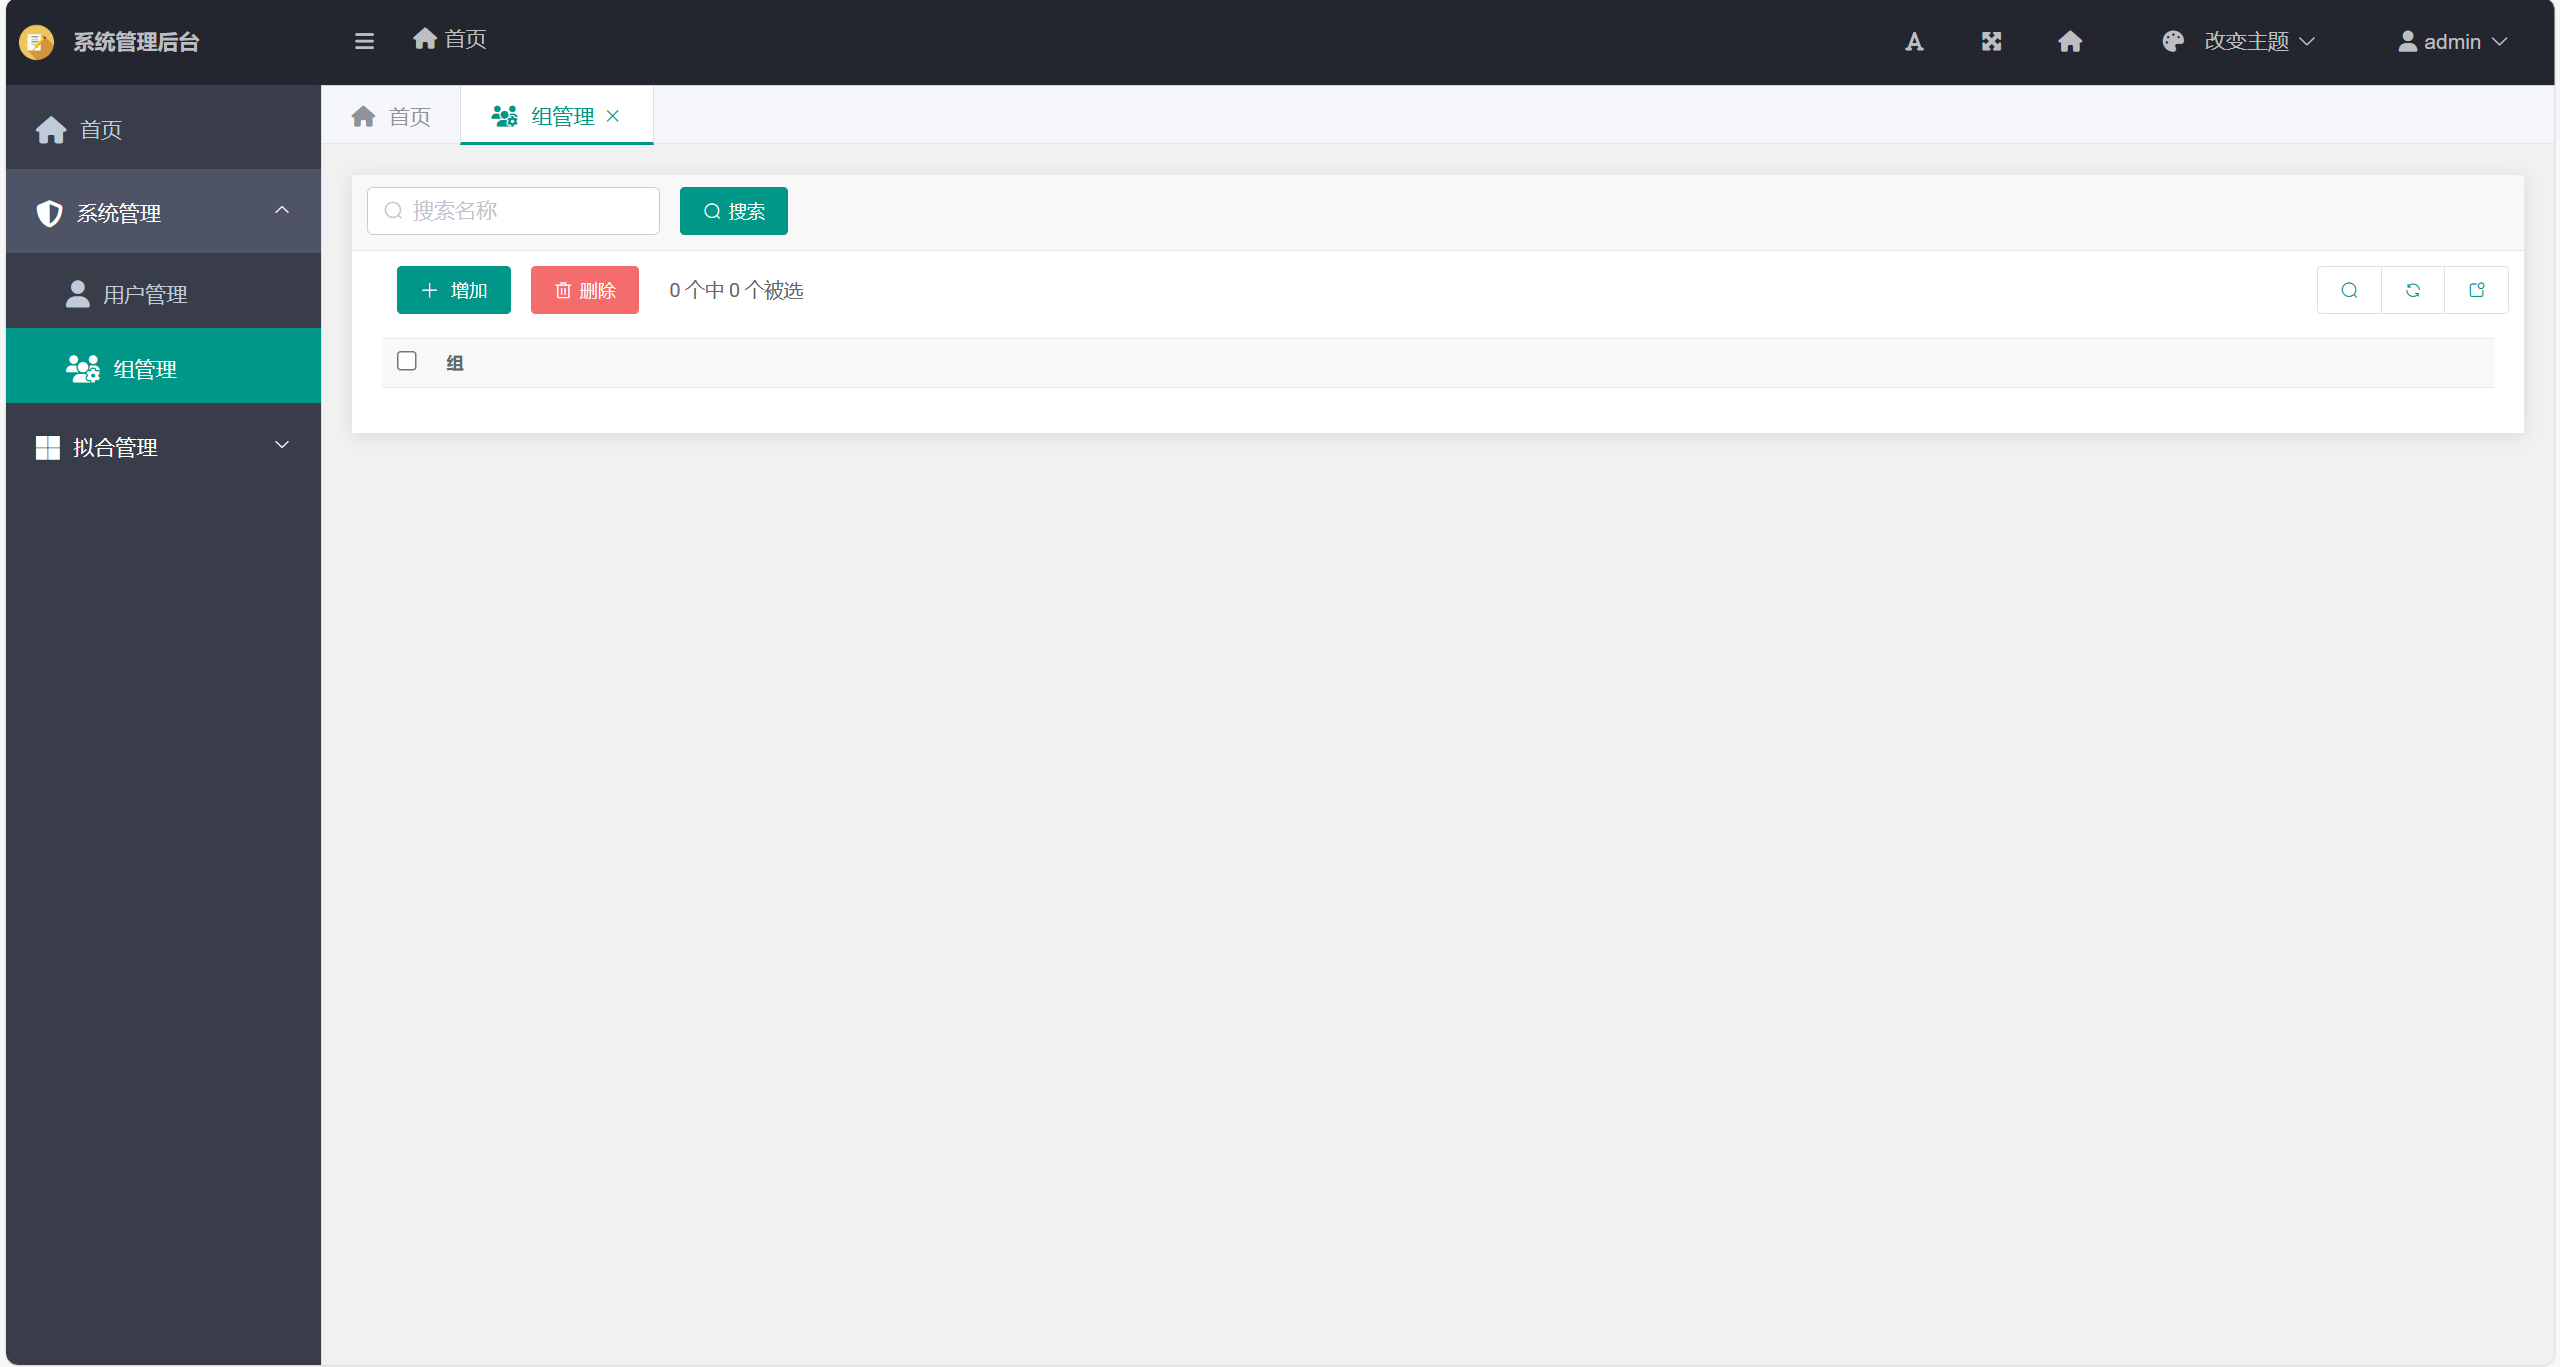 系统管理后台
首页
改变主题
admin
首页
系统管理
用户管理
组管理
拟合管理
首页
组管理
搜索名称
搜索
增加
删除
0 个中 0 个被选
组